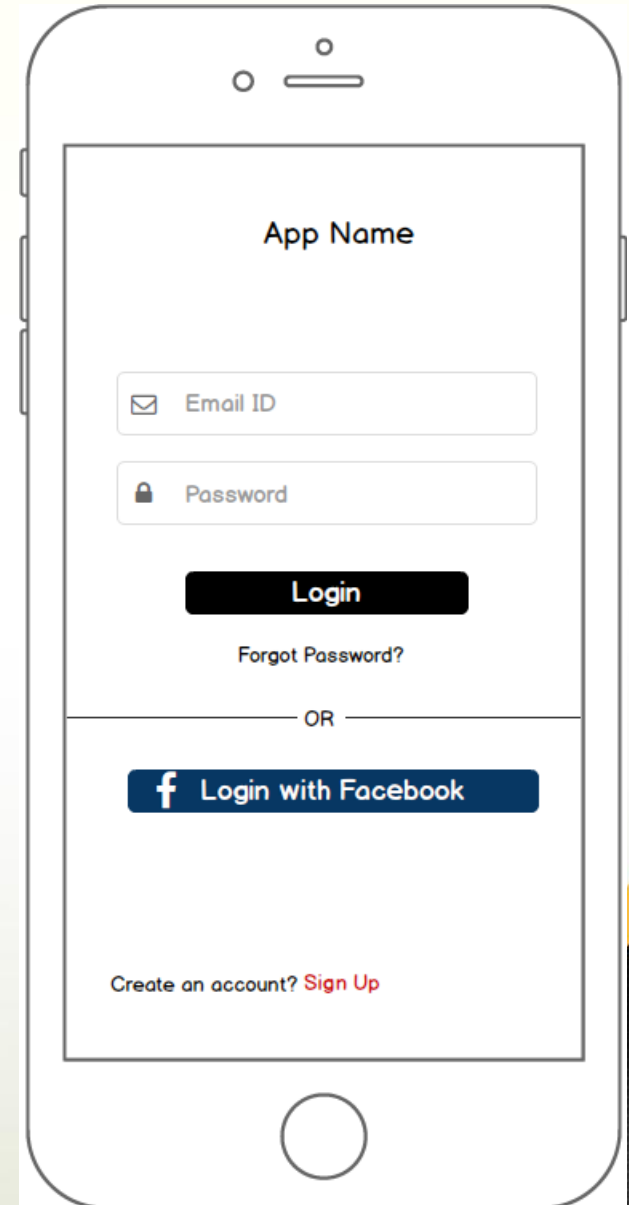 App Name
Email ID
Password
Login
Forgot Password?
OR
f Login with Facebook
Create an account? Sign Up